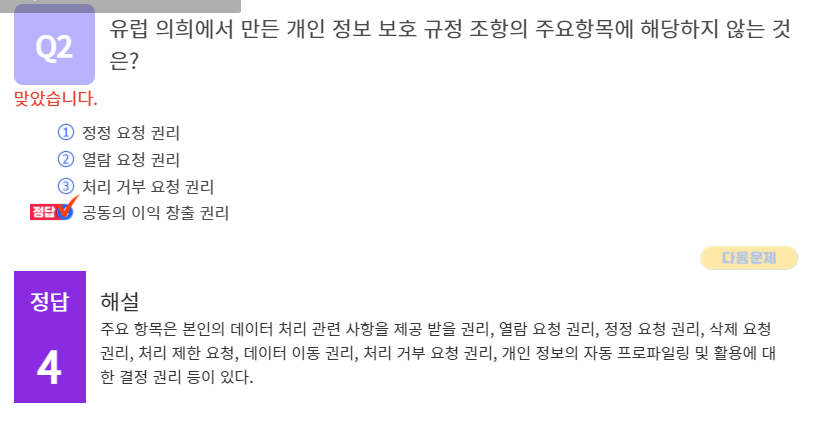 Q2
유럽 의희에서 만든 개인 정보 보호 규정 조항의 주요항목에 해당하지 않는 것
은?
맞았습니다.
① 정정 요청 권리
② 열람 요청 권리
③ 처리 거부 요청 권리
정답 공동의 이익 창출 권리
다음문제
정답
4
해설
주요 항목은 본인의 데이터 처리 관련 사항을 제공 받을 권리, 열람 요청 권리, 정정 요청 권리, 삭제 요청
권리, 처리 제한 요청, 데이터 이동 권리, 처리 거부 요청 권리, 개인 정보의 자동 프로파일링 및 활용에 대
한 결정 권리 등이 있다.